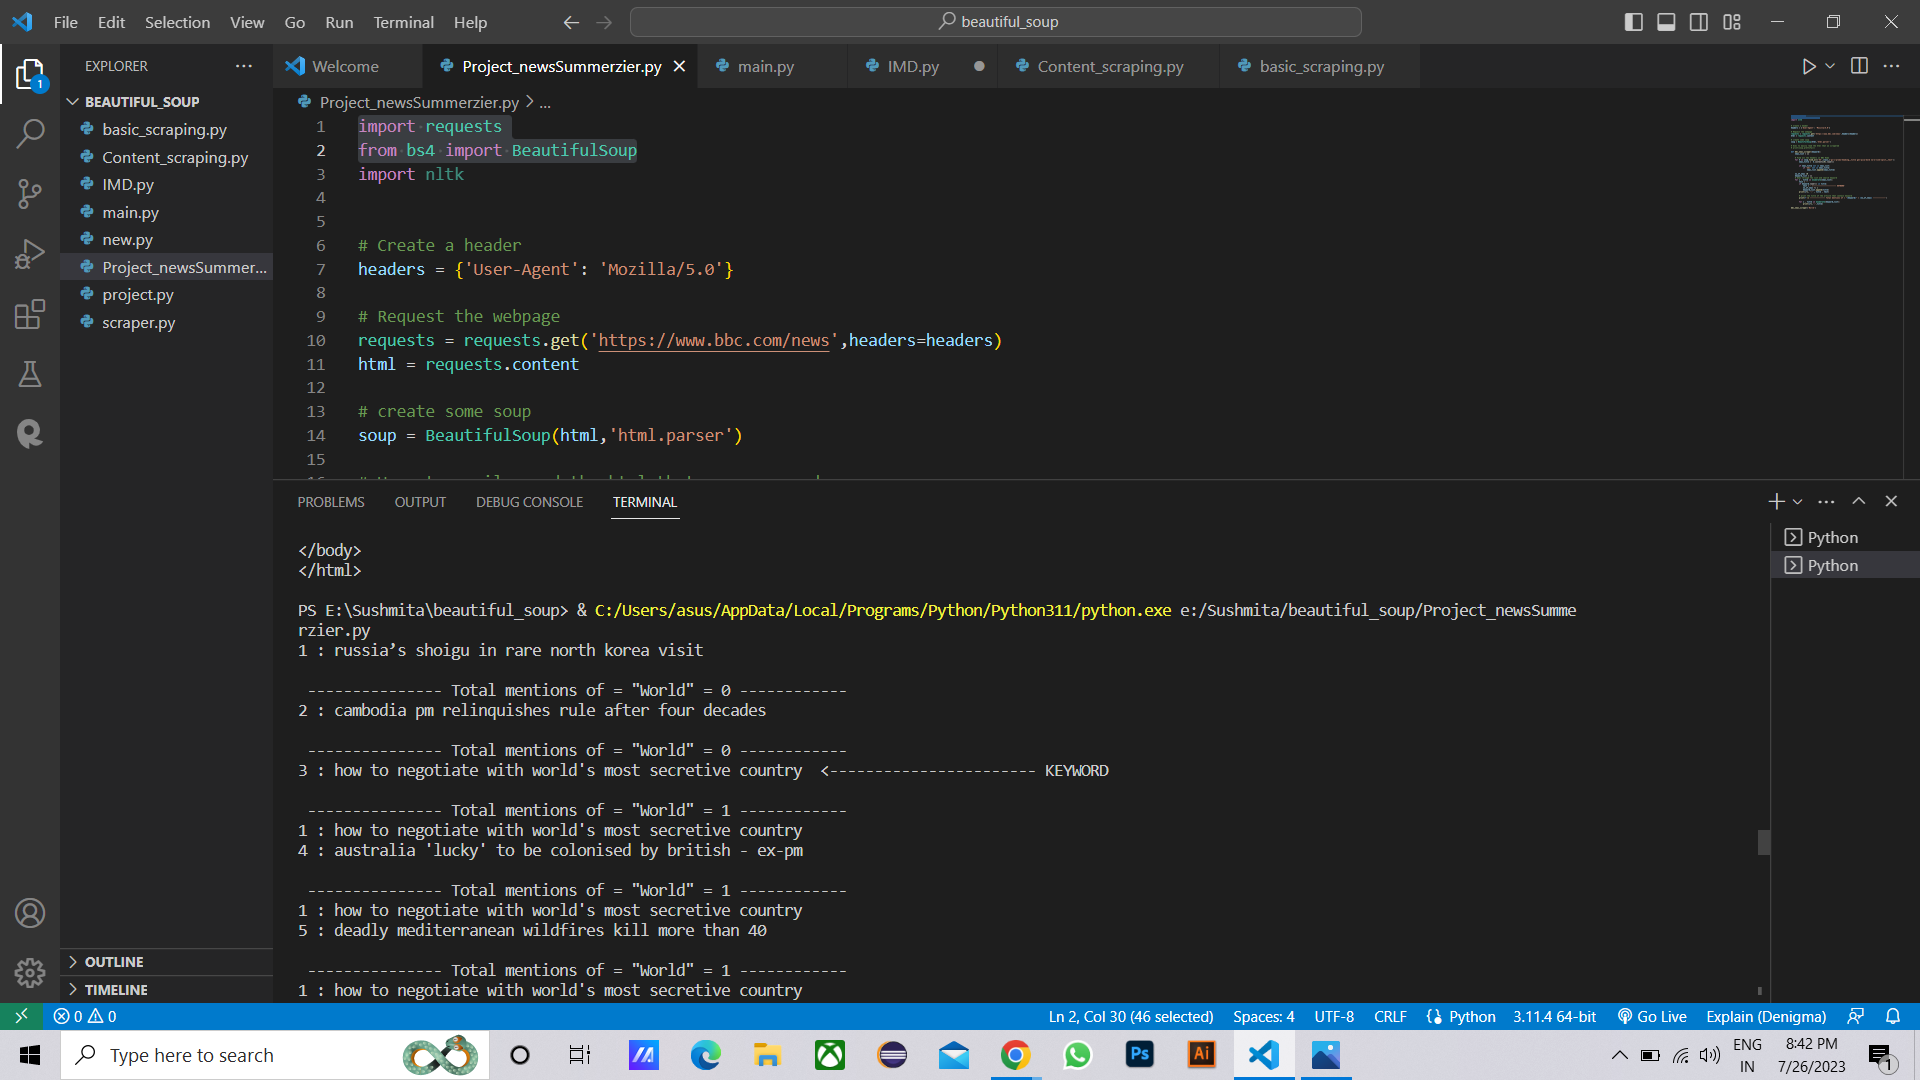 File Edit Selection View Go Run Terminal Help
beautiful_soup
EXPLORER
Welcome
Project_newsSummerzier.py
main.py
IMD.py
Content_scraping.py
basic_scraping.py
1
BEAUTIFUL_SOUP
basic_scraping.py
Content_scraping.py
IMD.py
main.py
new.py
Project_newsSummer...
project.py
scraper.py
OUTLINE
TIMELINE
Project_newsSummerzier.py > ...
1 import requests
2 from bs4 import BeautifulSoup
3 import nltk
4
5
6 # Create a header
7 headers = {'User-Agent': 'Mozilla/5.0'}
8
9 # Request the webpage
10 requests = requests.get('https://www.bbc.com/news',headers=headers)
11 html = requests.content
12
13 # create some soup
14 soup = BeautifulSoup(html,'html.parser')
15
PROBLEMS OUTPUT DEBUG CONSOLE TERMINAL
Python
Python
</body>
</html>
PS E:\Sushmita\beautiful_soup> & C:/Users/asus/AppData/Local/Programs/Python/Python311/python.exe e:/Sushmita/beautiful_soup/Project_newsSumme
rzier.py
1 : russia’s shoigu in rare north korea visit
--------------- Total mentions of = "World" = 0 ------------
2 : cambodia pm relinquishes rule after four decades
--------------- Total mentions of = "World" = 0 ------------
3 : how to negotiate with world's most secretive country <----------------------- KEYWORD
--------------- Total mentions of = "World" = 1 ------------
1 : how to negotiate with world's most secretive country
4 : australia 'lucky' to be colonised by british - ex-pm
--------------- Total mentions of = "World" = 1 ------------
1 : how to negotiate with world's most secretive country
5 : deadly mediterranean wildfires kill more than 40
--------------- Total mentions of = "World" = 1 ------------
1 : how to negotiate with world's most secretive country
0 0
Ln 2, Col 30 (46 selected) Spaces: 4 UTF-8 CRLF Python 3.11.4 64-bit Go Live Explain (Denigma)
Type here to search
Ps
Ai
ENG
IN
8:42 PM
7/26/2023
1